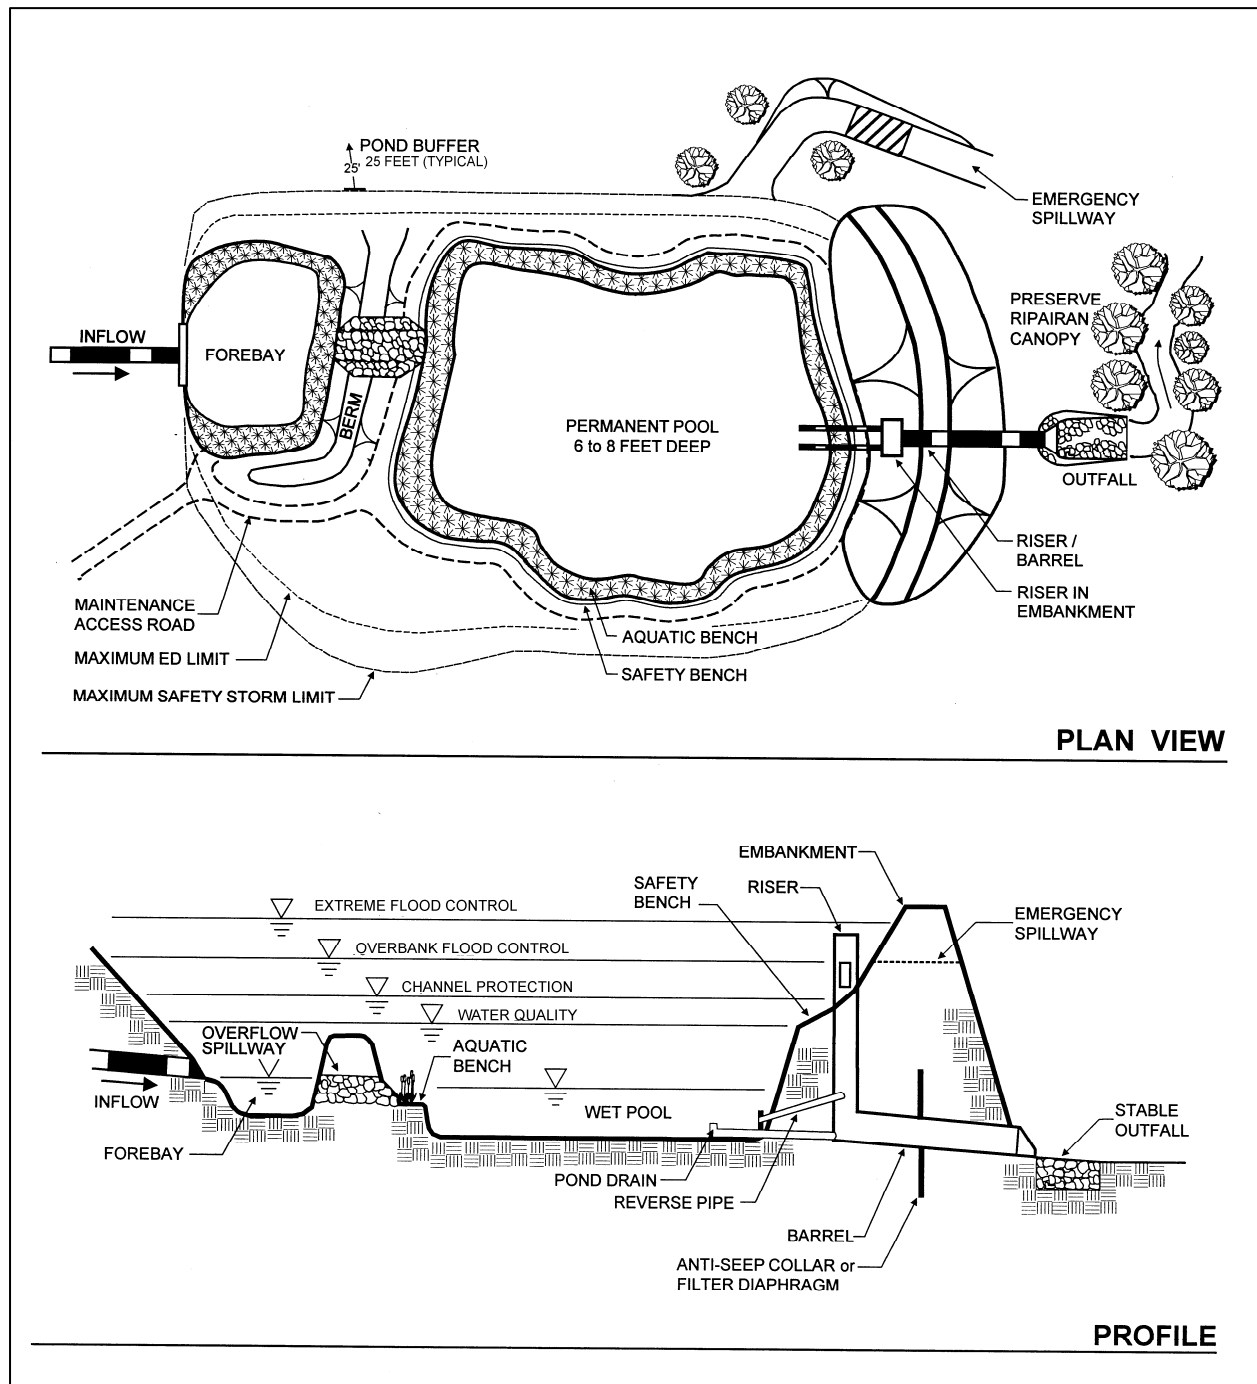 POND BUFFER
25' 25 FEET (TYPICAL)
EMERGENCY
SPILLWAY
INFLOW
FOREBAY
BERM
PRESERVE
RIPAIRAN
CANOPY
PERMANENT POOL
6 to 8 FEET DEEP
OUTFALL
RISER /
BARREL
RISER IN
EMBANKMENT
MAINTENANCE
ACCESS ROAD
MAXIMUM ED LIMIT
MAXIMUM SAFETY STORM LIMIT
AQUATIC BENCH
SAFETY BENCH
PLAN VIEW
EMBANKMENT
SAFETY
BENCH
RISER
EMERGENCY
SPILLWAY
EXTREME FLOOD CONTROL
OVERBANK FLOOD CONTROL
CHANNEL PROTECTION
WATER QUALITY
OVERFLOW
SPILLWAY
AQUATIC
BENCH
INFLOW
FOREBAY
WET POOL
STABLE
OUTFALL
POND DRAIN
REVERSE PIPE
BARREL
ANTI-SEEP COLLAR or
FILTER DIAPHRAGM
PROFILE